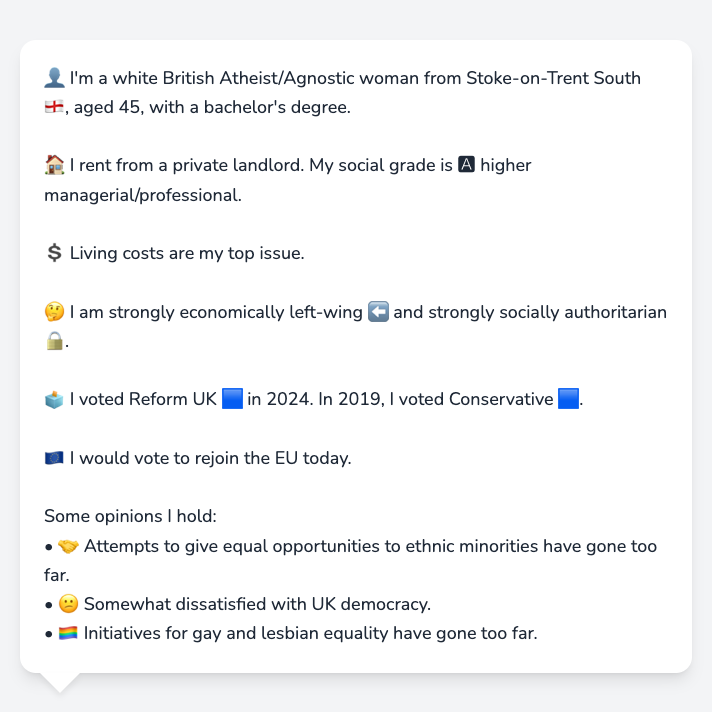 👤 I'm a white British Atheist/Agnostic woman from Stoke-on-Trent South
🏴󠁧󠁢󠁥󠁮󠁧󠁿, aged 45, with a bachelor's degree.
🏠 I rent from a private landlord. My social grade is 🅰 higher
managerial/professional.
💲 Living costs are my top issue.
🤔 I am strongly economically left-wing ⬅️ and strongly socially authoritarian
🔒.
🗳️ I voted Reform UK 🟦 in 2024. In 2019, I voted Conservative 🟦.
🇪🇺 I would vote to rejoin the EU today.
Some opinions I hold:
• 🤝 Attempts to give equal opportunities to ethnic minorities have gone too
far.
• 😕 Somewhat dissatisfied with UK democracy.
• 🏳️‍🌈 Initiatives for gay and lesbian equality have gone too far.